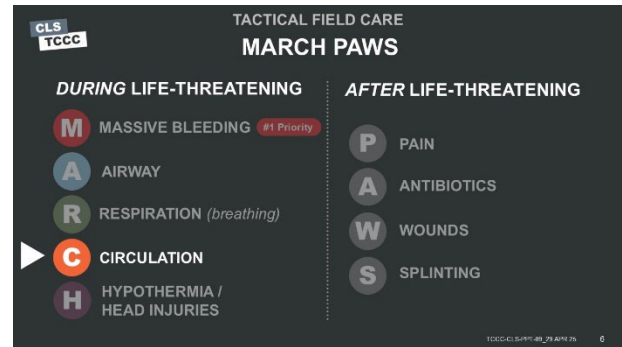 CLS
TCCC
TACTICAL FIELD CARE
MARCH PAWS
DURING LIFE-THREATENING
M MASSIVE BLEEDING #1 Priority
A AIRWAY
R RESPIRATION (breathing)
C CIRCULATION
H HYPOTHERMIA /
HEAD INJURIES
AFTER LIFE-THREATENING
P PAIN
A ANTIBIOTICS
W WOUNDS
S SPLINTING
6